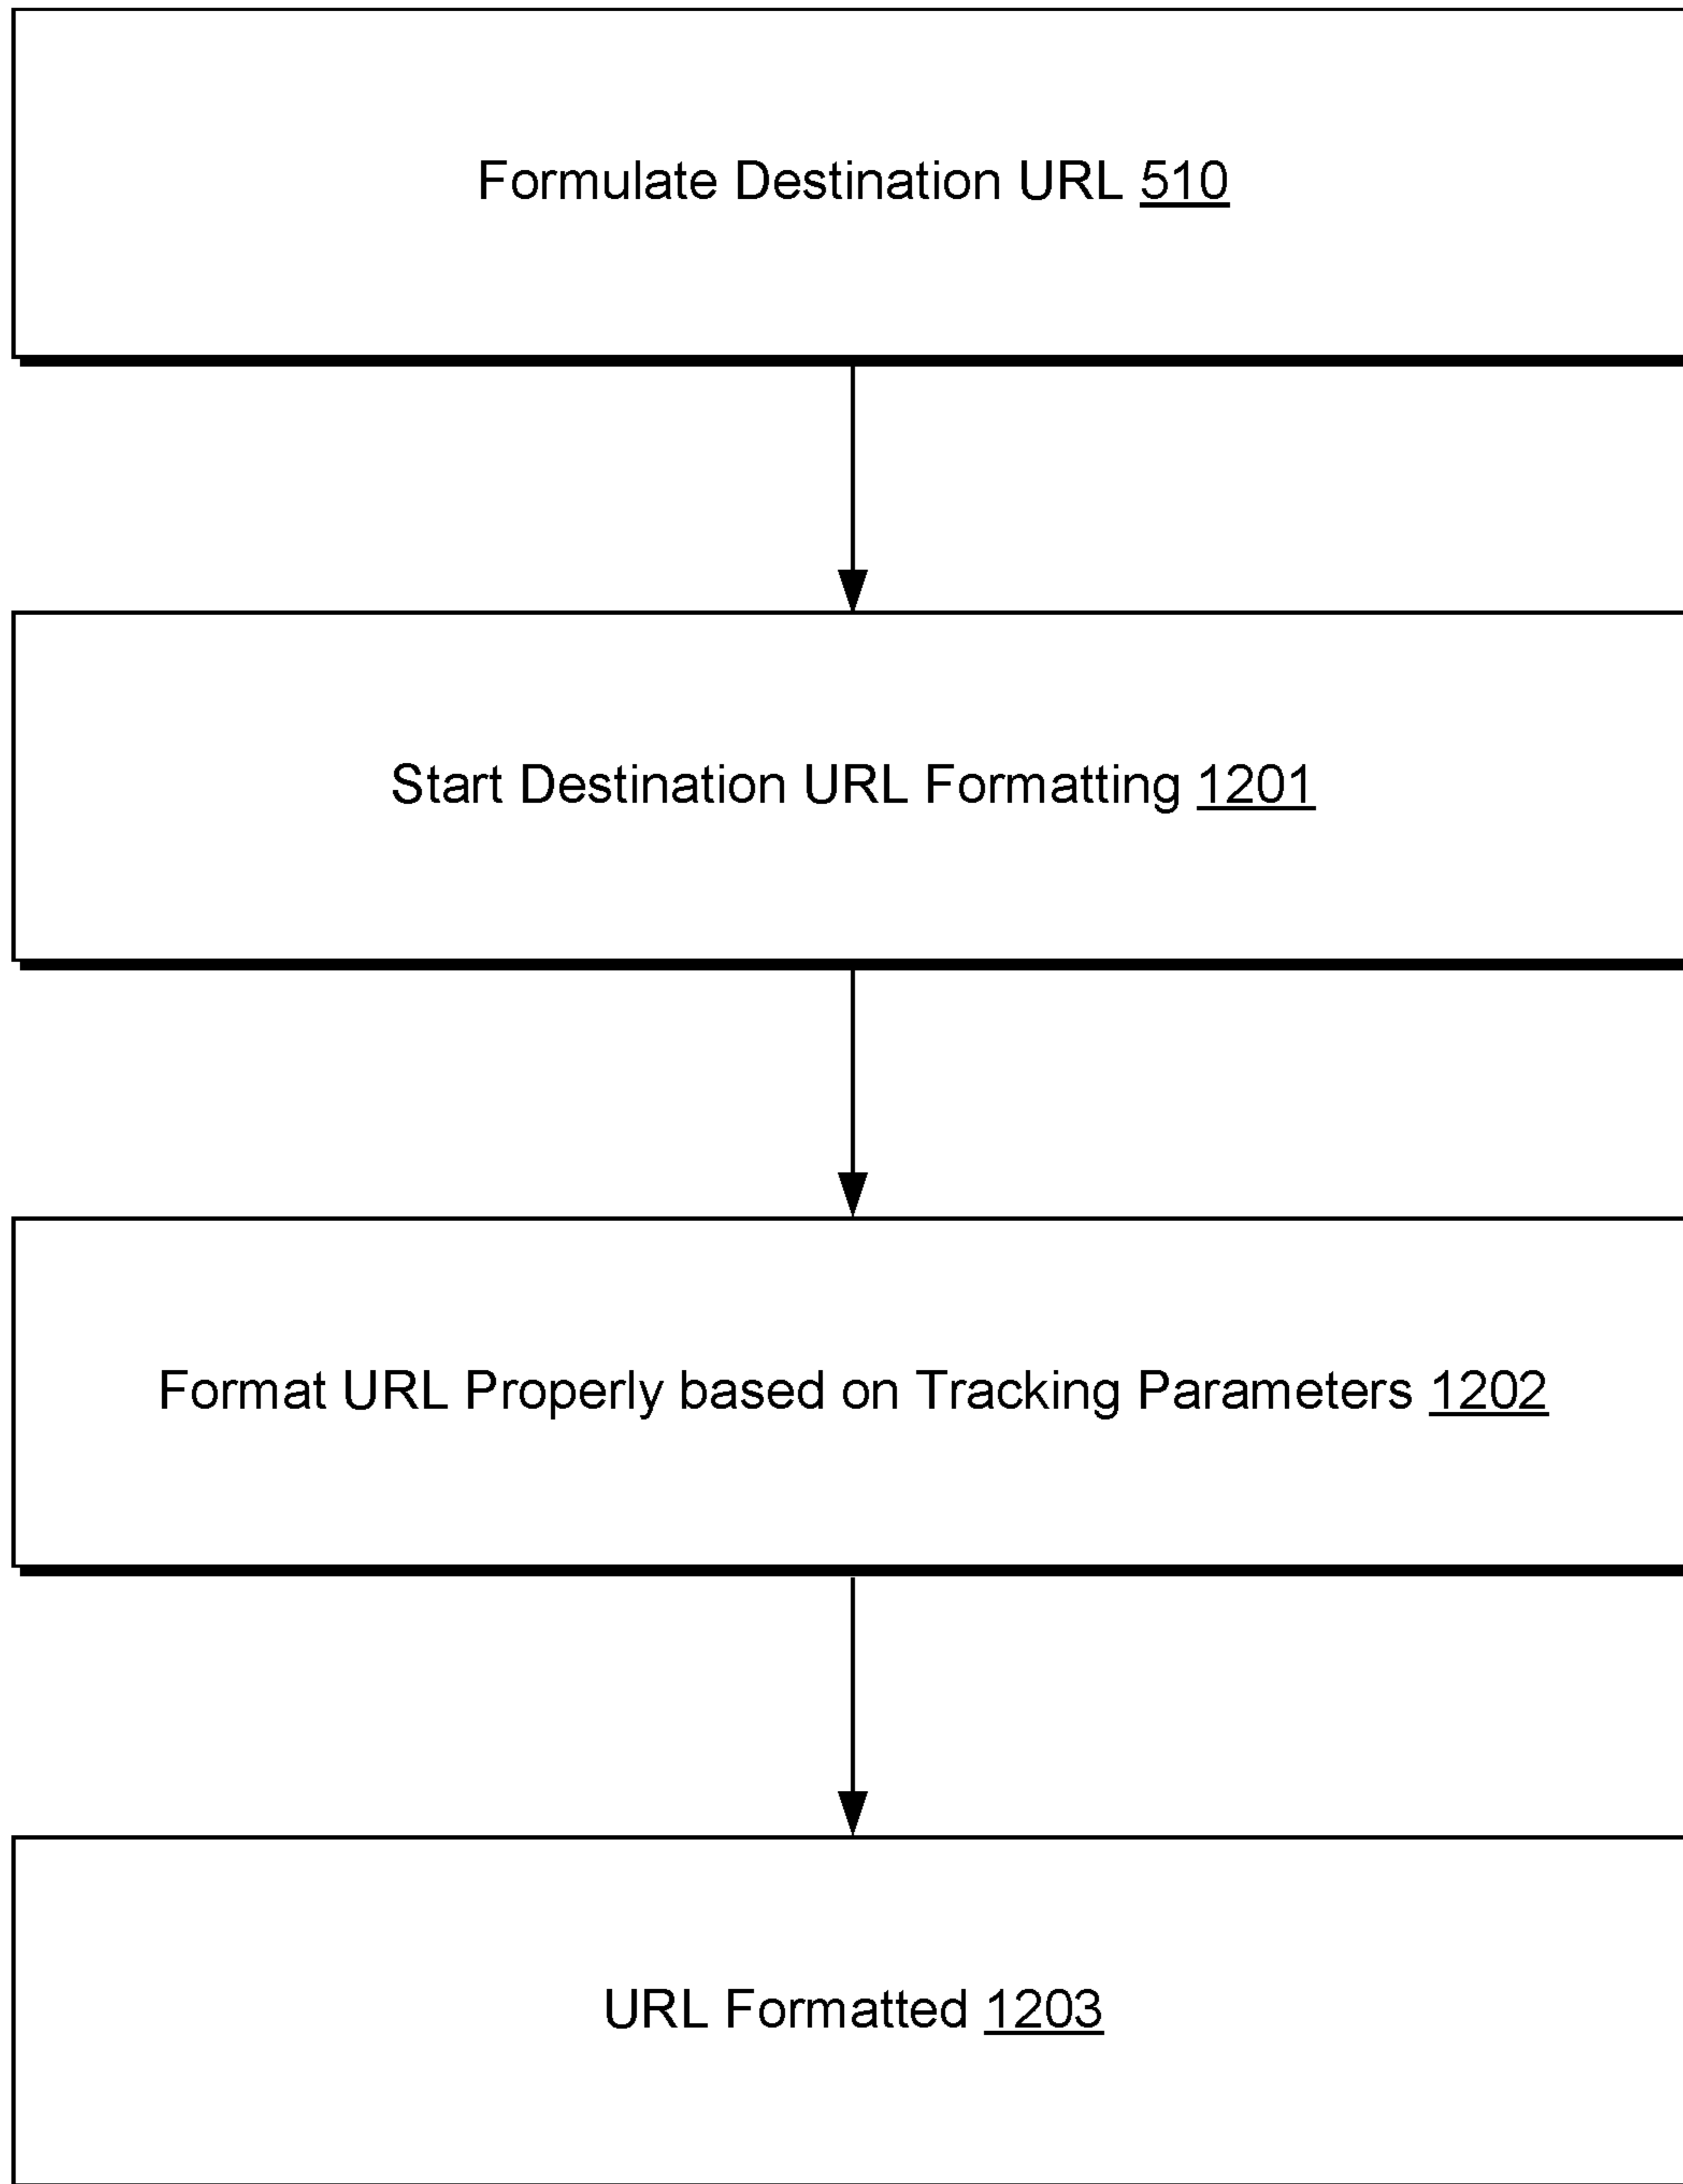 Formulate Destination URL 510
Start Destination URL Formatting 1201
Format URL Properly based on Tracking Parameters 1202
URL Formatted 1203